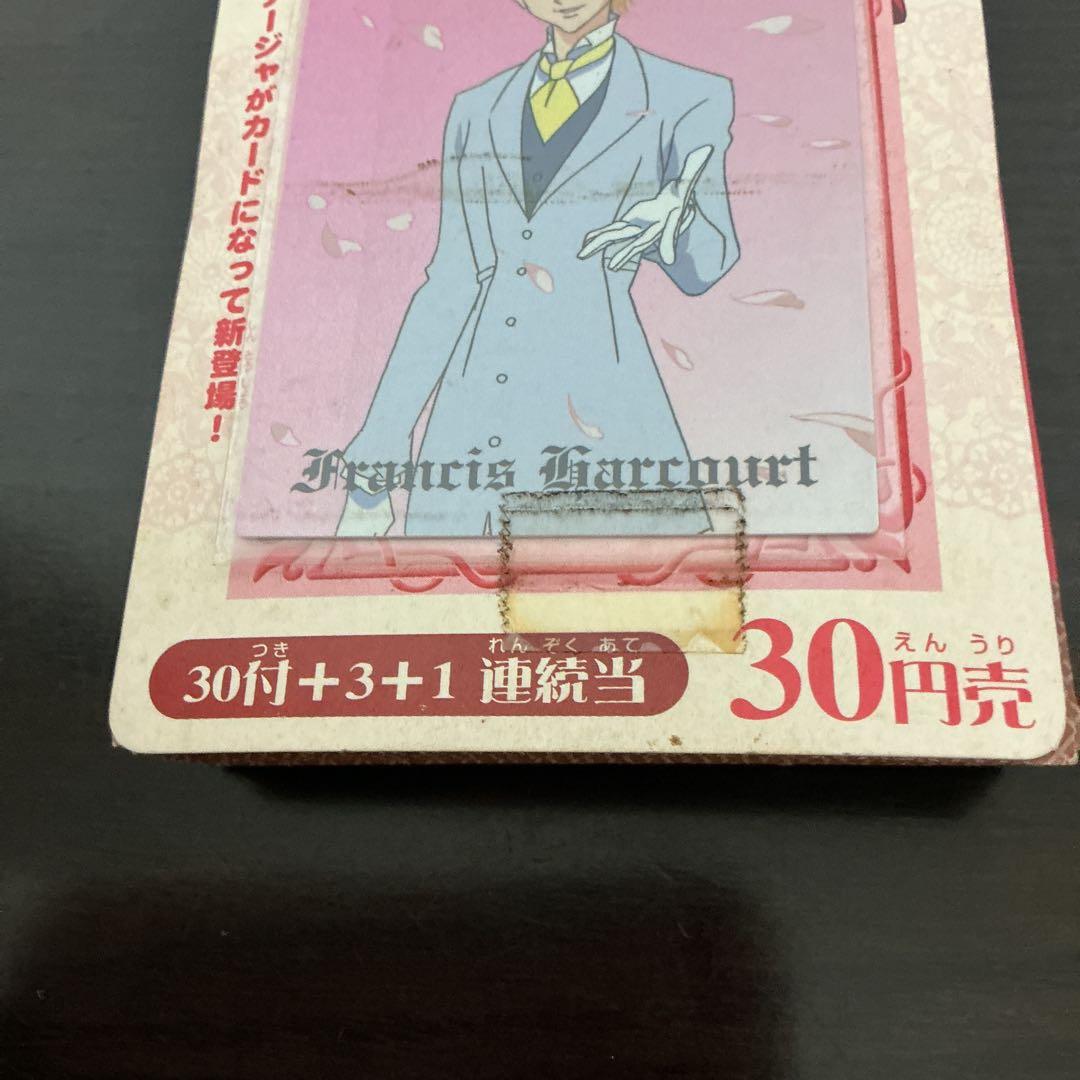 ージャがカードになって新登場!
Francis Harcourt
つき
れん ぞく あて
30付+3+1 連続当
えん うり
30円売